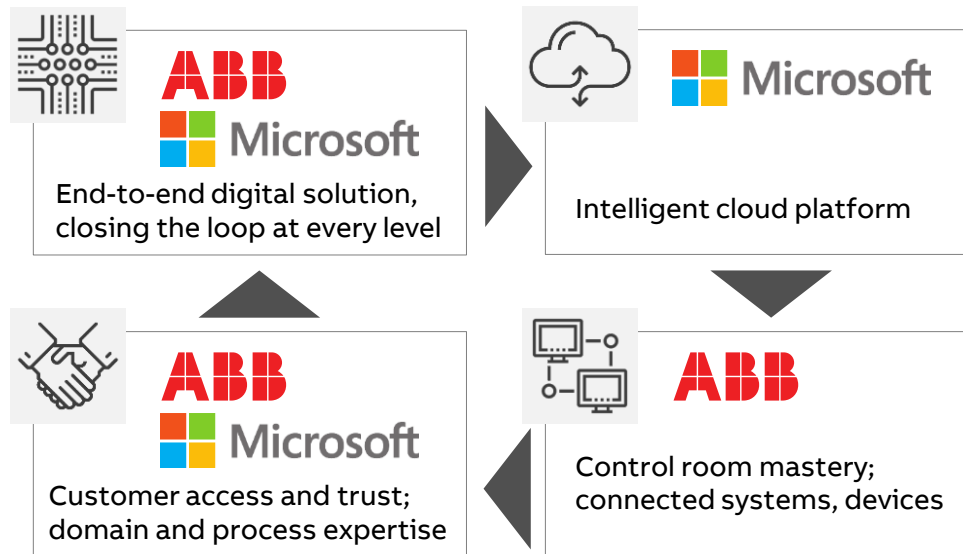 ABB
Microsoft
End-to-end digital solution,
closing the loop at every level
Microsoft
Intelligent cloud platform
ABB
Microsoft
Customer access and trust;
domain and process expertise
ABB
Control room mastery;
connected systems, devices